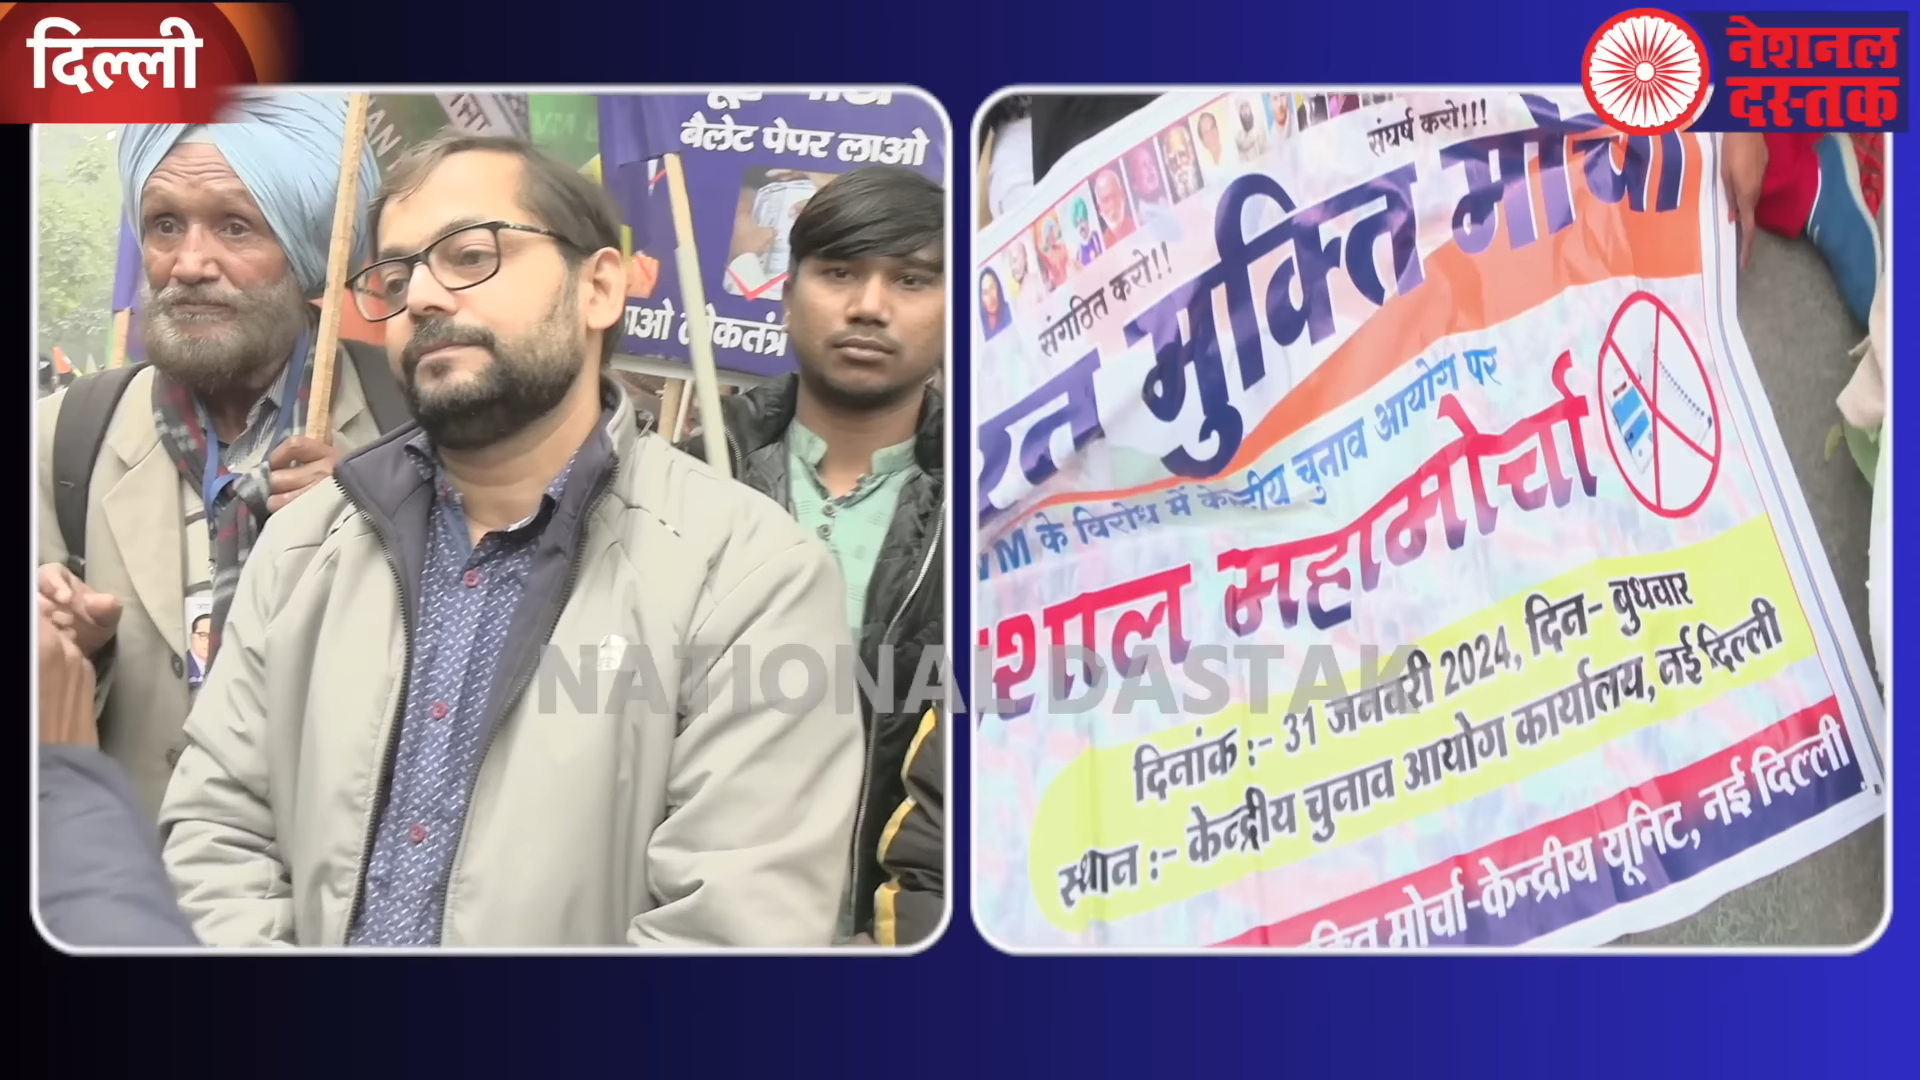 दिल्ली
नेशनल
दस्तक
बैलेट पेपर लाओ
लोकतंत्र
संघर्ष करो!!!
संगठित करो!!
मुक्ति मोर्चा
के विरोध में केन्द्रीय चुनाव आयोग पर
महामोर्चा
दिनांक :- 31 जनवरी 2024, दिन- बुधवार
स्थान :- केन्द्रीय चुनाव आयोग कार्यालय, नई दिल्ली
मोर्चा-केन्द्रीय यूनिट, नई दिल्ली
NATIONAL DASTAK